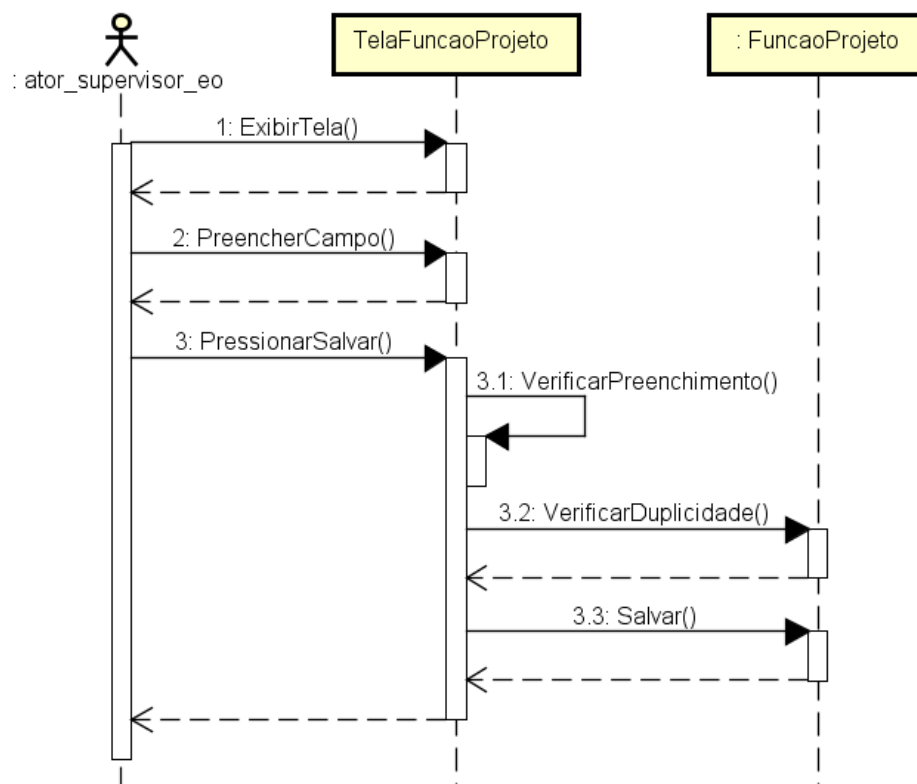 TelaFuncaoProjeto
: FuncaoProjeto
: ator_supervisor_eo
1: ExibirTela()
2: PreencherCampo()
3: PressionarSalvar()
3.1: VerificarPreenchimento()
3.2: VerificarDuplicidade()
3.3: Salvar()